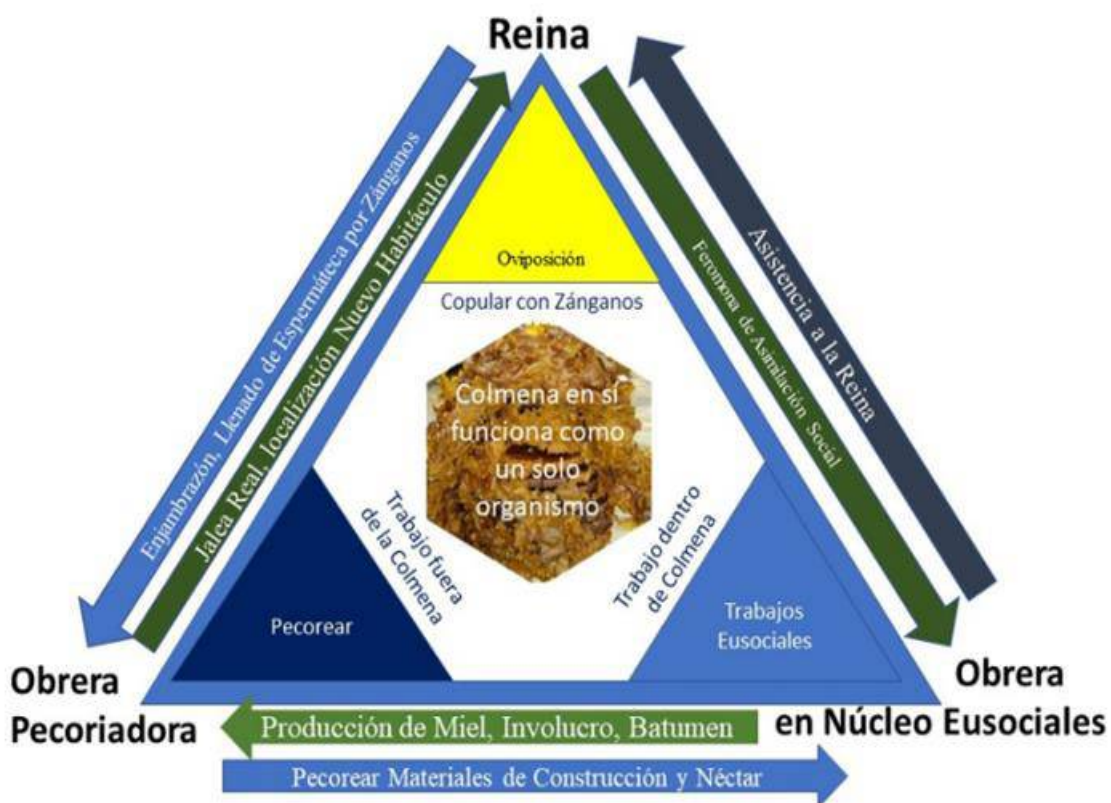 Reina
Enjambrazón, Llenado de Espermáteca por Zánganos
Jalea Real, localización Nuevo Habitáculo
Asistencia a la Reina
Feromona de Asimilación Social
Oviposición
Copular con Zánganos
Colmena en sí
funciona como
un solo
organismo
Trabajo fuera
de la Colmena
Trabajo dentro
de Colmena
Pecorear
Trabajos
Eusociales
Obrera
Pecoriadora
Obrera
en Núcleo Eusociales
Producción de Miel, Involucro, Batumen
Pecorear Materiales de Construcción y Néctar